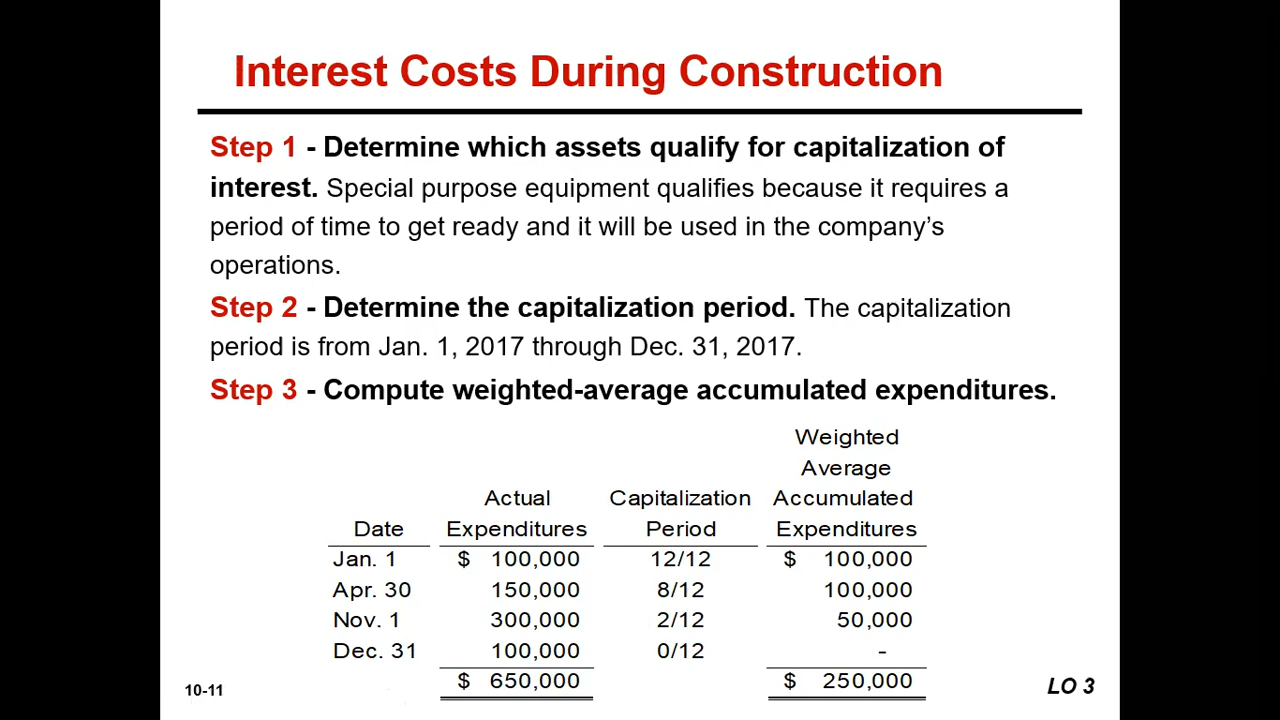 Interest Costs During Construction
Step 1 - Determine which assets qualify for capitalization of
interest. Special purpose equipment qualifies because it requires a
period of time to get ready and it will be used in the company’s
operations.
Step 2 - Determine the capitalization period. The capitalization
period is from Jan. 1, 2017 through Dec. 31, 2017.
Step 3 - Compute weighted-average accumulated expenditures.
Weighted
Average
Actual Capitalization Accumulated
Date Expenditures Period Expenditures
Jan. 1 $ 100,000 12/12 $ 100,000
Apr. 30 150,000 8/12 100,000
Nov. 1 300,000 2/12 50,000
Dec. 31 100,000 0/12 -
$ 650,000 $ 250,000
10-11 LO 3